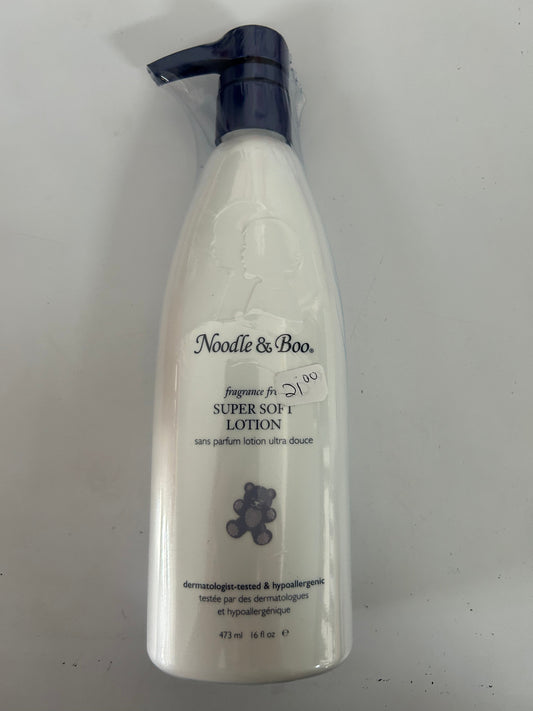 Noodle & Boo®
fragrance fre
21.00
SUPER SOFT
LOTION
sans parfum lotion ultra douce
dermatologist-tested & hypoallergenic
testée par des dermatologues
et hypoallergénique
473 ml 16 fl oz ℮